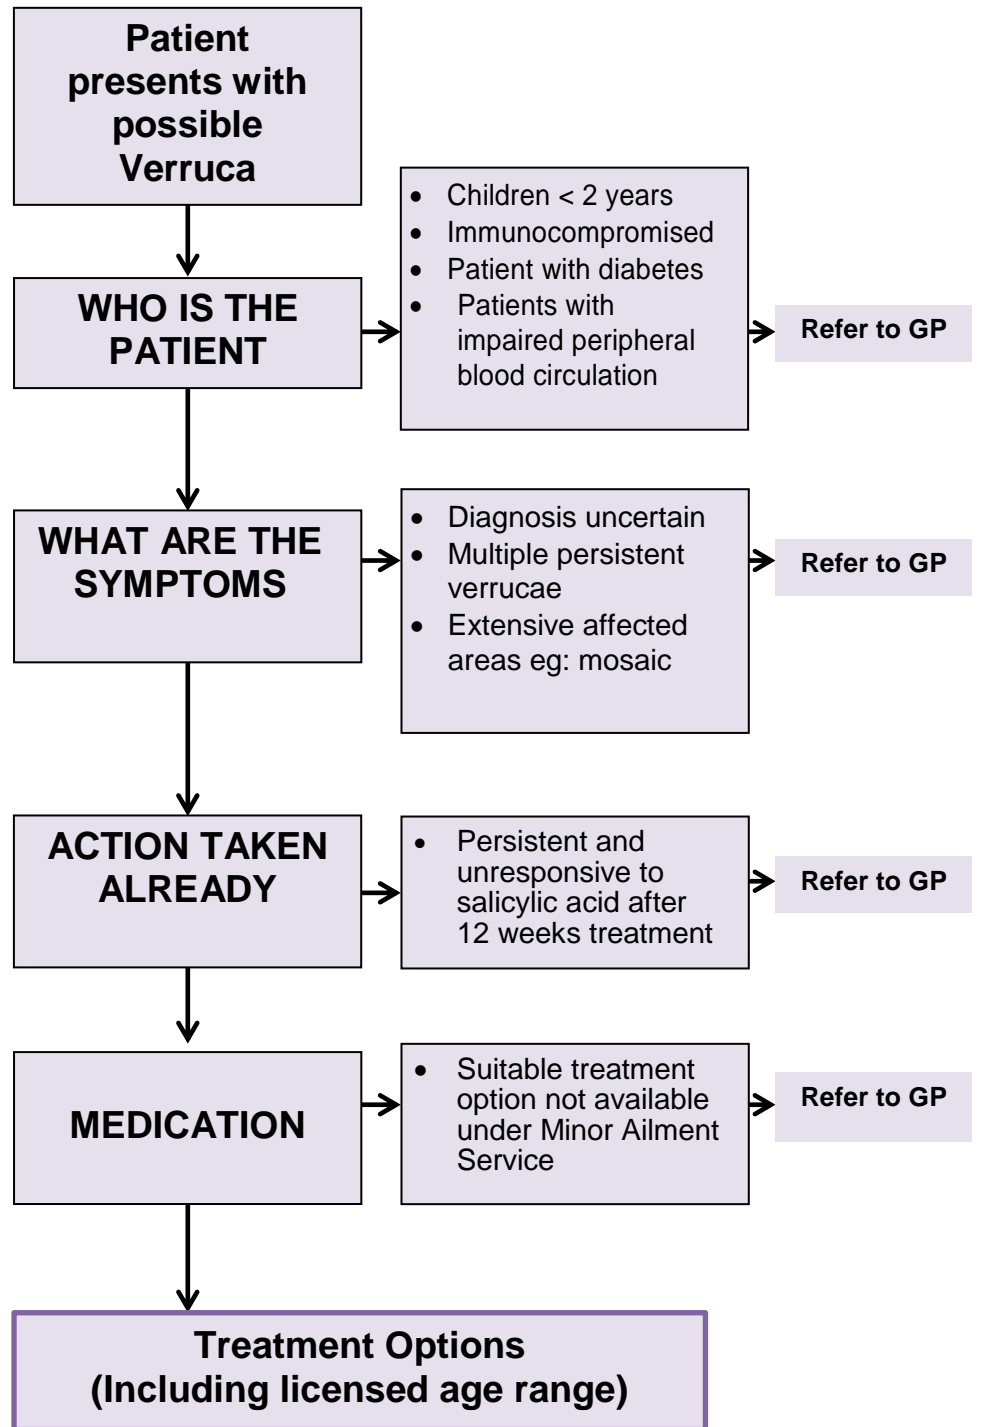 Patient
presents with
possible
Verruca
• Children < 2 years
• Immunocompromised
• Patient with diabetes
• Patients with
impaired peripheral
blood circulation
WHO IS THE
PATIENT
Refer to GP
WHAT ARE THE
SYMPTOMS
• Diagnosis uncertain
• Multiple persistent
verrucae
• Extensive affected
areas eg: mosaic
Refer to GP
ACTION TAKEN
ALREADY
• Persistent and
unresponsive to
salicylic acid after
12 weeks treatment
Refer to GP
MEDICATION
• Suitable treatment
option not available
under Minor Ailment
Service
Refer to GP
Treatment Options
(Including licensed age range)